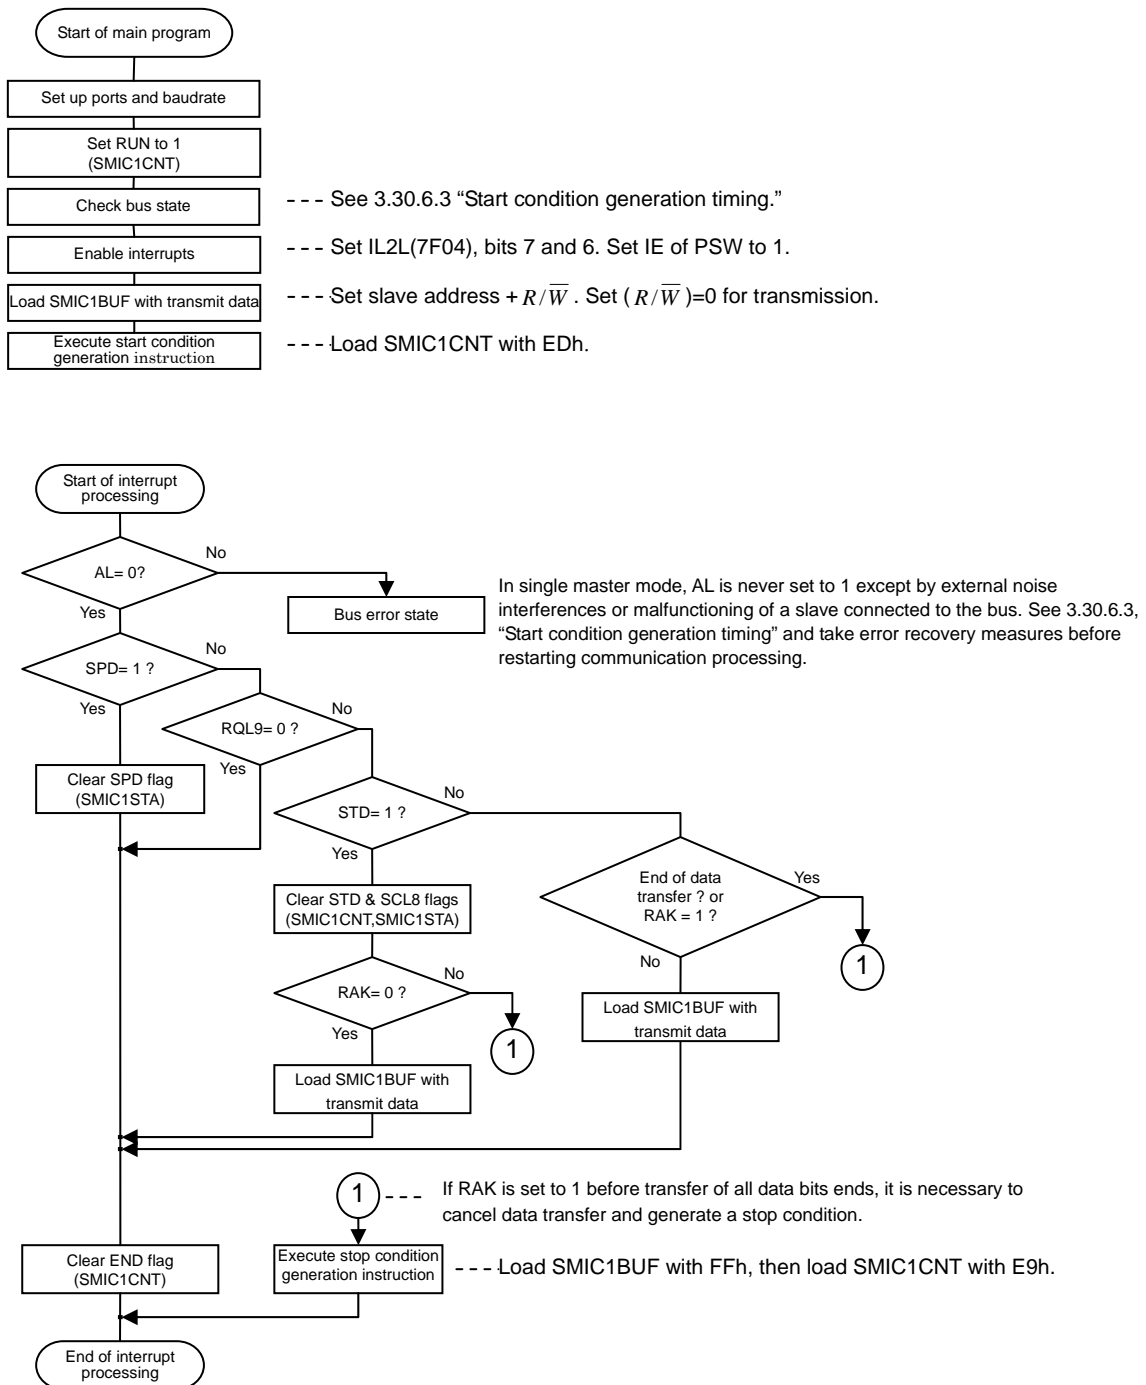 Start of main program
Set up ports and baudrate
Set RUN to 1
(SMIC1CNT)
Check bus state
- - - See 3.30.6.3 “Start condition generation timing.”
Enable interrupts
- - - Set IL2L(7F04), bits 7 and 6. Set IE of PSW to 1.
Load SMIC1BUF with transmit data
- - - Set slave address + R/W̅ . Set ( R/W̅ )=0 for transmission.
Execute start condition
generation instruction
- - - Load SMIC1CNT with EDh.
Start of interrupt
processing
AL= 0?
No
Yes
Bus error state
In single master mode, AL is never set to 1 except by external noise
interferences or malfunctioning of a slave connected to the bus. See 3.30.6.3,
“Start condition generation timing” and take error recovery measures before
restarting communication processing.
SPD= 1 ?
No
Yes
RQL9= 0 ?
No
Yes
Clear SPD flag
(SMIC1STA)
STD= 1 ?
No
Yes
Clear STD & SCL8 flags
(SMIC1CNT,SMIC1STA)
End of data
transfer ? or
RAK = 1 ?
Yes
No
1
RAK= 0 ?
No
Yes
1
Load SMIC1BUF with
transmit data
Load SMIC1BUF with
transmit data
1
- - - If RAK is set to 1 before transfer of all data bits ends, it is necessary to
cancel data transfer and generate a stop condition.
Clear END flag
(SMIC1CNT)
Execute stop condition
generation instruction
- - - Load SMIC1BUF with FFh, then load SMIC1CNT with E9h.
End of interrupt
processing